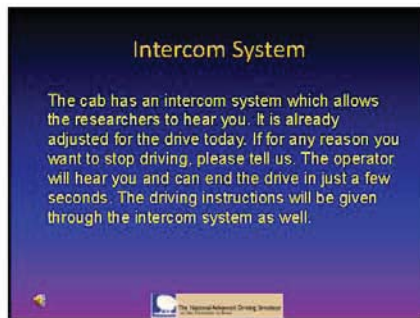 Intercom System
The cab has an intercom system which allows
the researchers to hear you. It is already
adjusted for the drive today. If for any reason you
want to stop driving, please tell us. The operator
will hear you and can end the drive in just a few
seconds. The driving instructions will be given
through the intercom system as well.
The National Advanced Driving Simulator